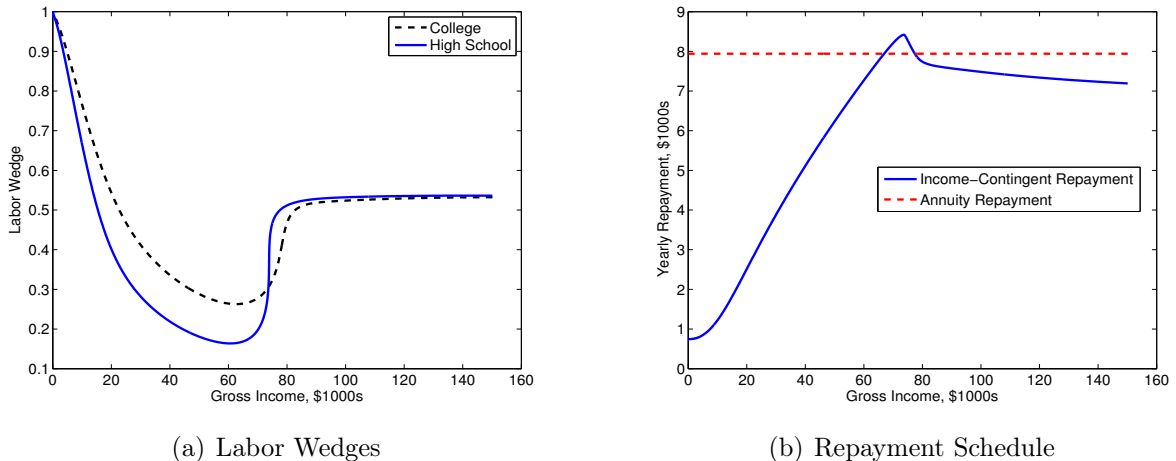 1
0.9
0.8
0.7
0.6
0.5
0.4
0.3
0.2
0.1
0 20 40 60 80 100 120 140 160
Labor Wedge
Gross Income, $1000s
College
High School
(a) Labor Wedges
9
8
7
6
5
4
3
2
1
0
0 20 40 60 80 100 120 140 160
Yearly Repayment, $1000s
Gross Income, $1000s
Income−Contingent Repayment
Annuity Repayment
(b) Repayment Schedule